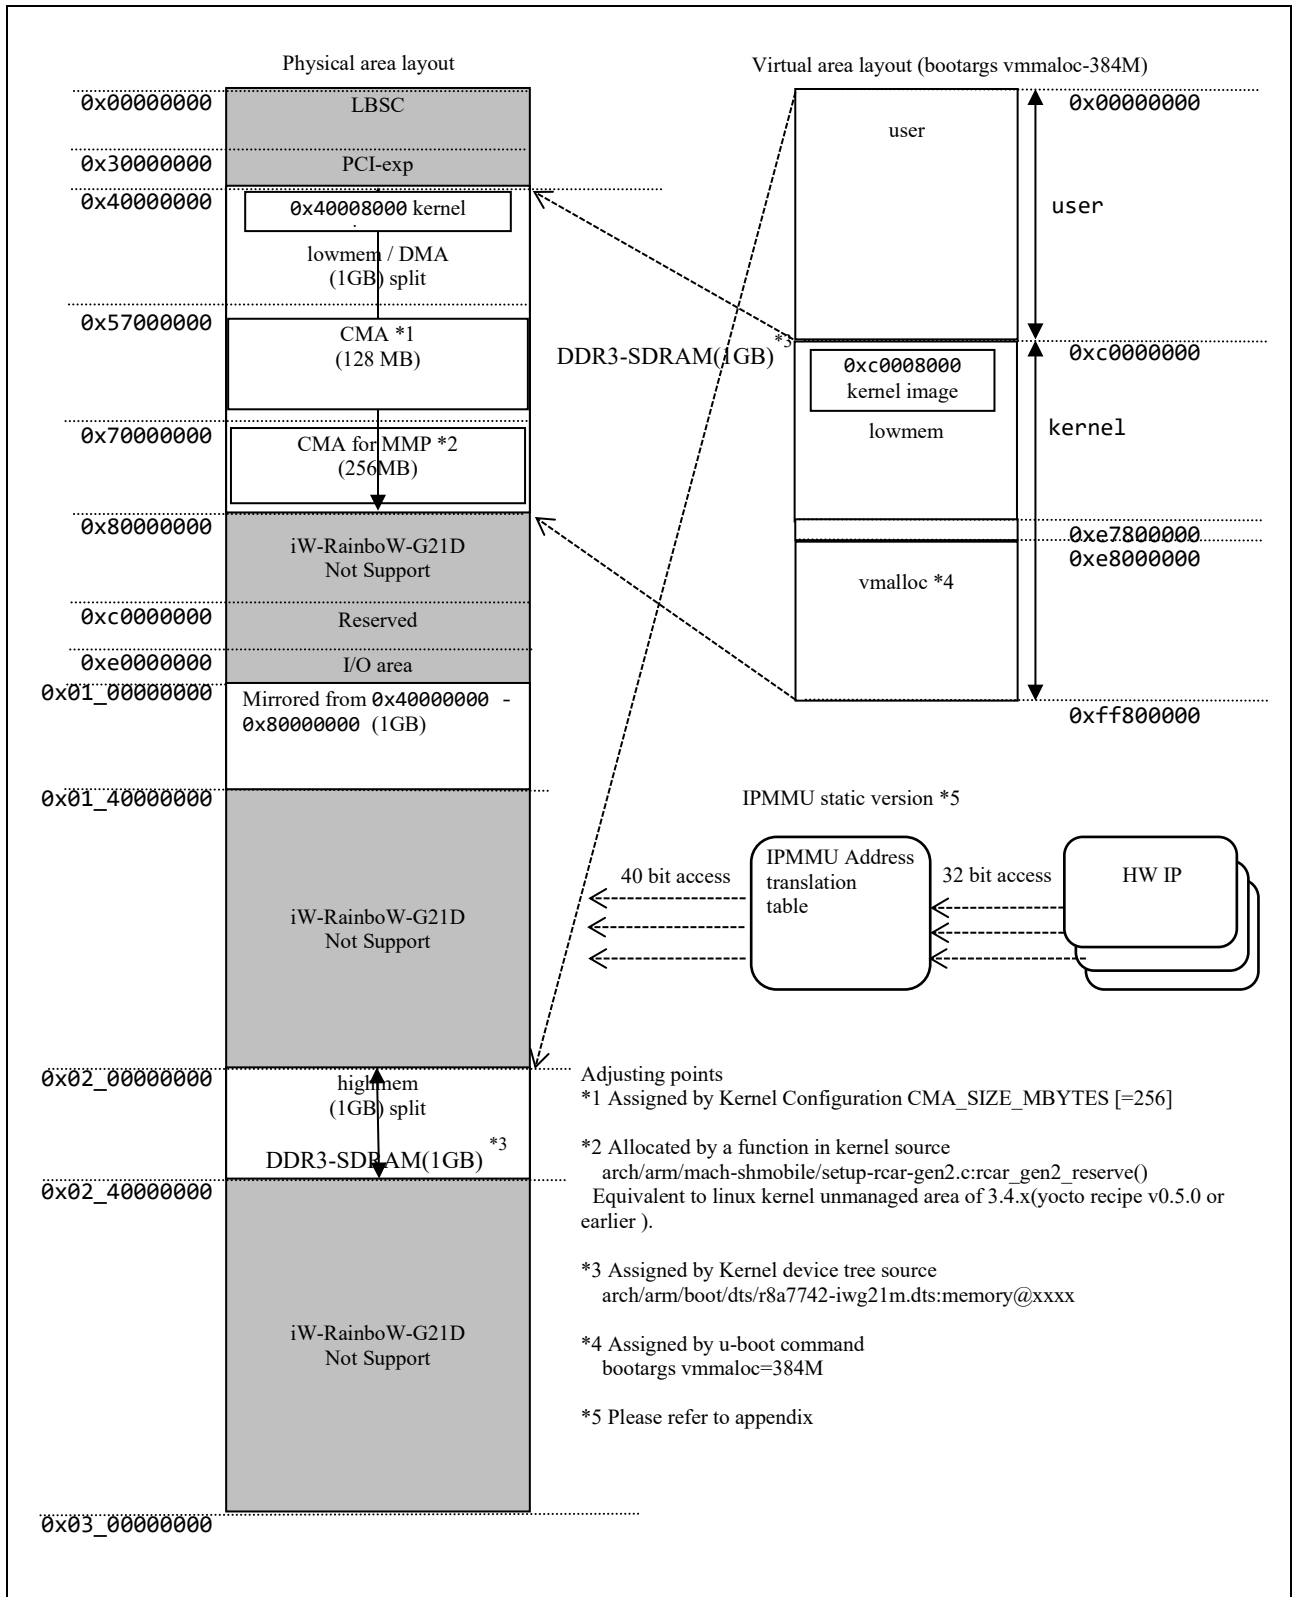 Physical area layout
0x00000000
LBSC
0x30000000
PCI-exp
0x40000000
0x40008000 kernel
lowmem / DMA
(1GB) split
0x57000000
CMA *1
(128 MB)
DDR3-SDRAM(1GB) *3
0x70000000
CMA for MMP *2
(256MB)
0x80000000
iW-RainboW-G21D
Not Support
0xc0000000
Reserved
0xe0000000
I/O area
0x01_00000000
Mirrored from 0x40000000 -
0x80000000 (1GB)
0x01_40000000
iW-RainboW-G21D
Not Support
0x02_00000000
highmem
(1GB) split
DDR3-SDRAM(1GB) *3
0x02_40000000
iW-RainboW-G21D
Not Support
0x03_00000000
Virtual area layout (bootargs vmmaloc-384M)
0x00000000
user
user
0xc0000000
0xc0008000
kernel image
lowmem
kernel
0xe7800000
0xe8000000
vmalloc *4
0xff800000
IPMMU static version *5
40 bit access
IPMMU Address
translation
table
32 bit access
HW IP
Adjusting points
*1 Assigned by Kernel Configuration CMA_SIZE_MBYTES [=256]
*2 Allocated by a function in kernel source
arch/arm/mach-shmobile/setup-rcar-gen2.c:rcar_gen2_reserve()
Equivalent to linux kernel unmanaged area of 3.4.x(yocto recipe v0.5.0 or
earlier ).
*3 Assigned by Kernel device tree source
arch/arm/boot/dts/r8a7742-iwg21m.dts:memory@xxxx
*4 Assigned by u-boot command
bootargs vmmaloc=384M
*5 Please refer to appendix